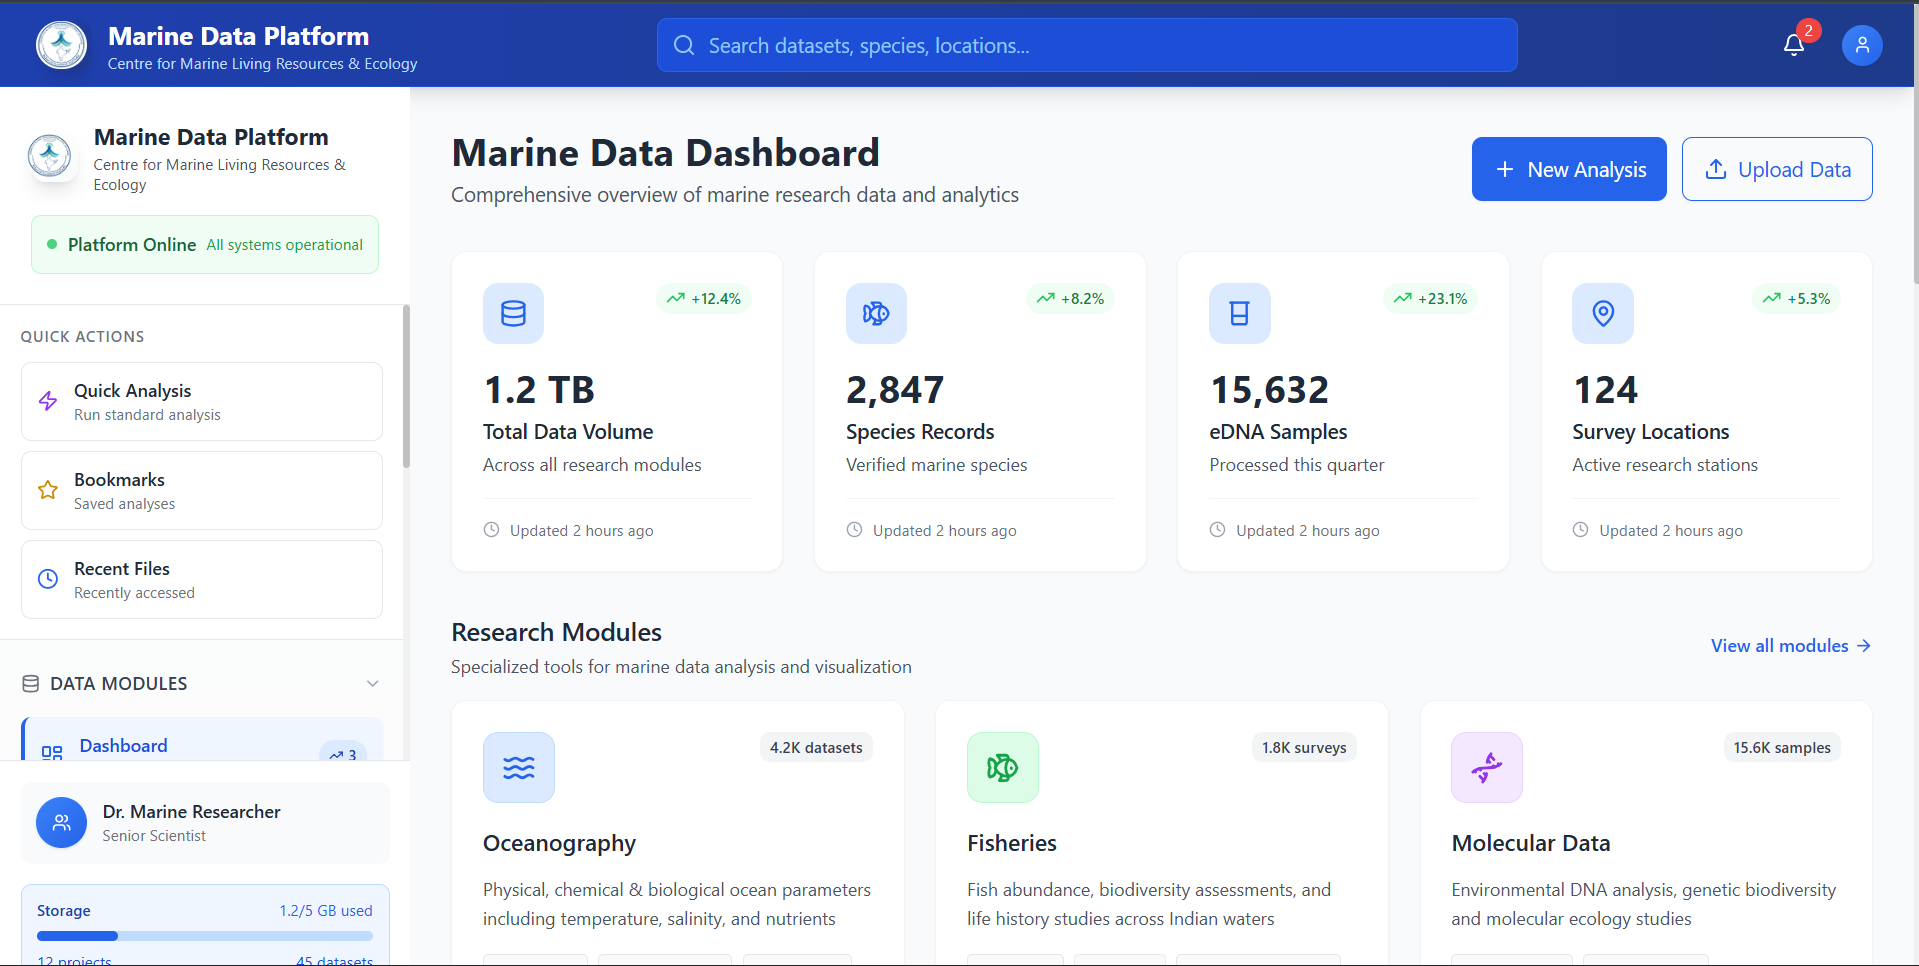 Marine Data Platform
Centre for Marine Living Resources & Ecology
Search datasets, species, locations...
2
Marine Data Platform
Centre for Marine Living Resources &
Ecology
Platform Online All systems operational
QUICK ACTIONS
Quick Analysis
Run standard analysis
Bookmarks
Saved analyses
Recent Files
Recently accessed
DATA MODULES
Dashboard
3
Dr. Marine Researcher
Senior Scientist
Storage 1.2/5 GB used
12 projects 45 datasets
Marine Data Dashboard
Comprehensive overview of marine research data and analytics
New Analysis
Upload Data
+12.4%
1.2 TB
Total Data Volume
Across all research modules
Updated 2 hours ago
+8.2%
2,847
Species Records
Verified marine species
Updated 2 hours ago
+23.1%
15,632
eDNA Samples
Processed this quarter
Updated 2 hours ago
+5.3%
124
Survey Locations
Active research stations
Updated 2 hours ago
Research Modules
Specialized tools for marine data analysis and visualization
View all modules →
4.2K datasets
Oceanography
Physical, chemical & biological ocean parameters
including temperature, salinity, and nutrients
1.8K surveys
Fisheries
Fish abundance, biodiversity assessments, and
life history studies across Indian waters
15.6K samples
Molecular Data
Environmental DNA analysis, genetic biodiversity
and molecular ecology studies